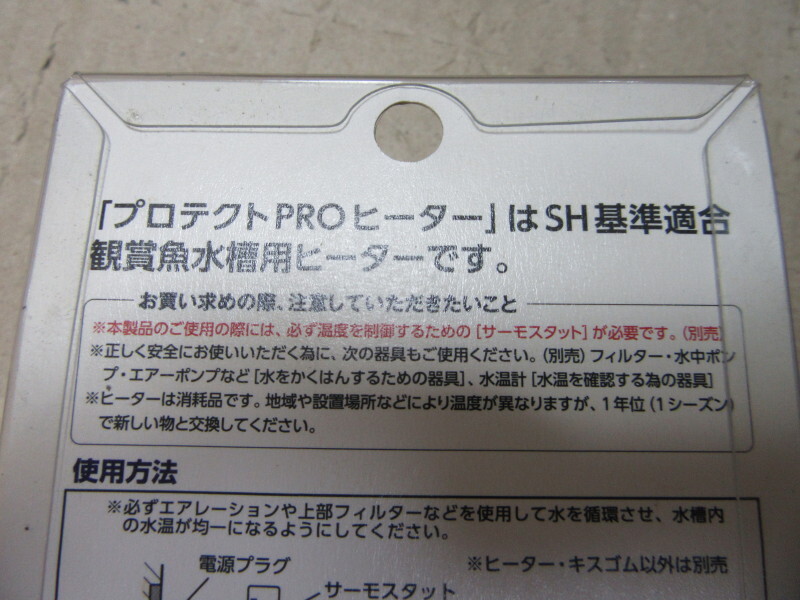 「プロテクトPROヒーター」はSH基準適合
観賞魚水槽用ヒーターです。
お買い求めの際、注意していただきたいこと
※本製品のご使用の際には、必ず温度を制御するための［サーモスタット］が必要です。（別売）
※正しく安全にお使いいただく為に、次の器具もご使用ください。（別売）フィルター・水中ポン
プ・エアーポンプなど［水をかくはんするための器具］、水温計［水温を確認する為の器具］
※ヒーターは消耗品です。地域や設置場所などにより温度が異なりますが、1年位（1シーズン）
で新しい物と交換してください。
使用方法
※必ずエアレーションや上部フィルターなどを使用して水を循環させ、水槽内
の水温が均一になるようにしてください。
電源プラグ
※ヒーター・キスゴム以外は別売
サーモスタット